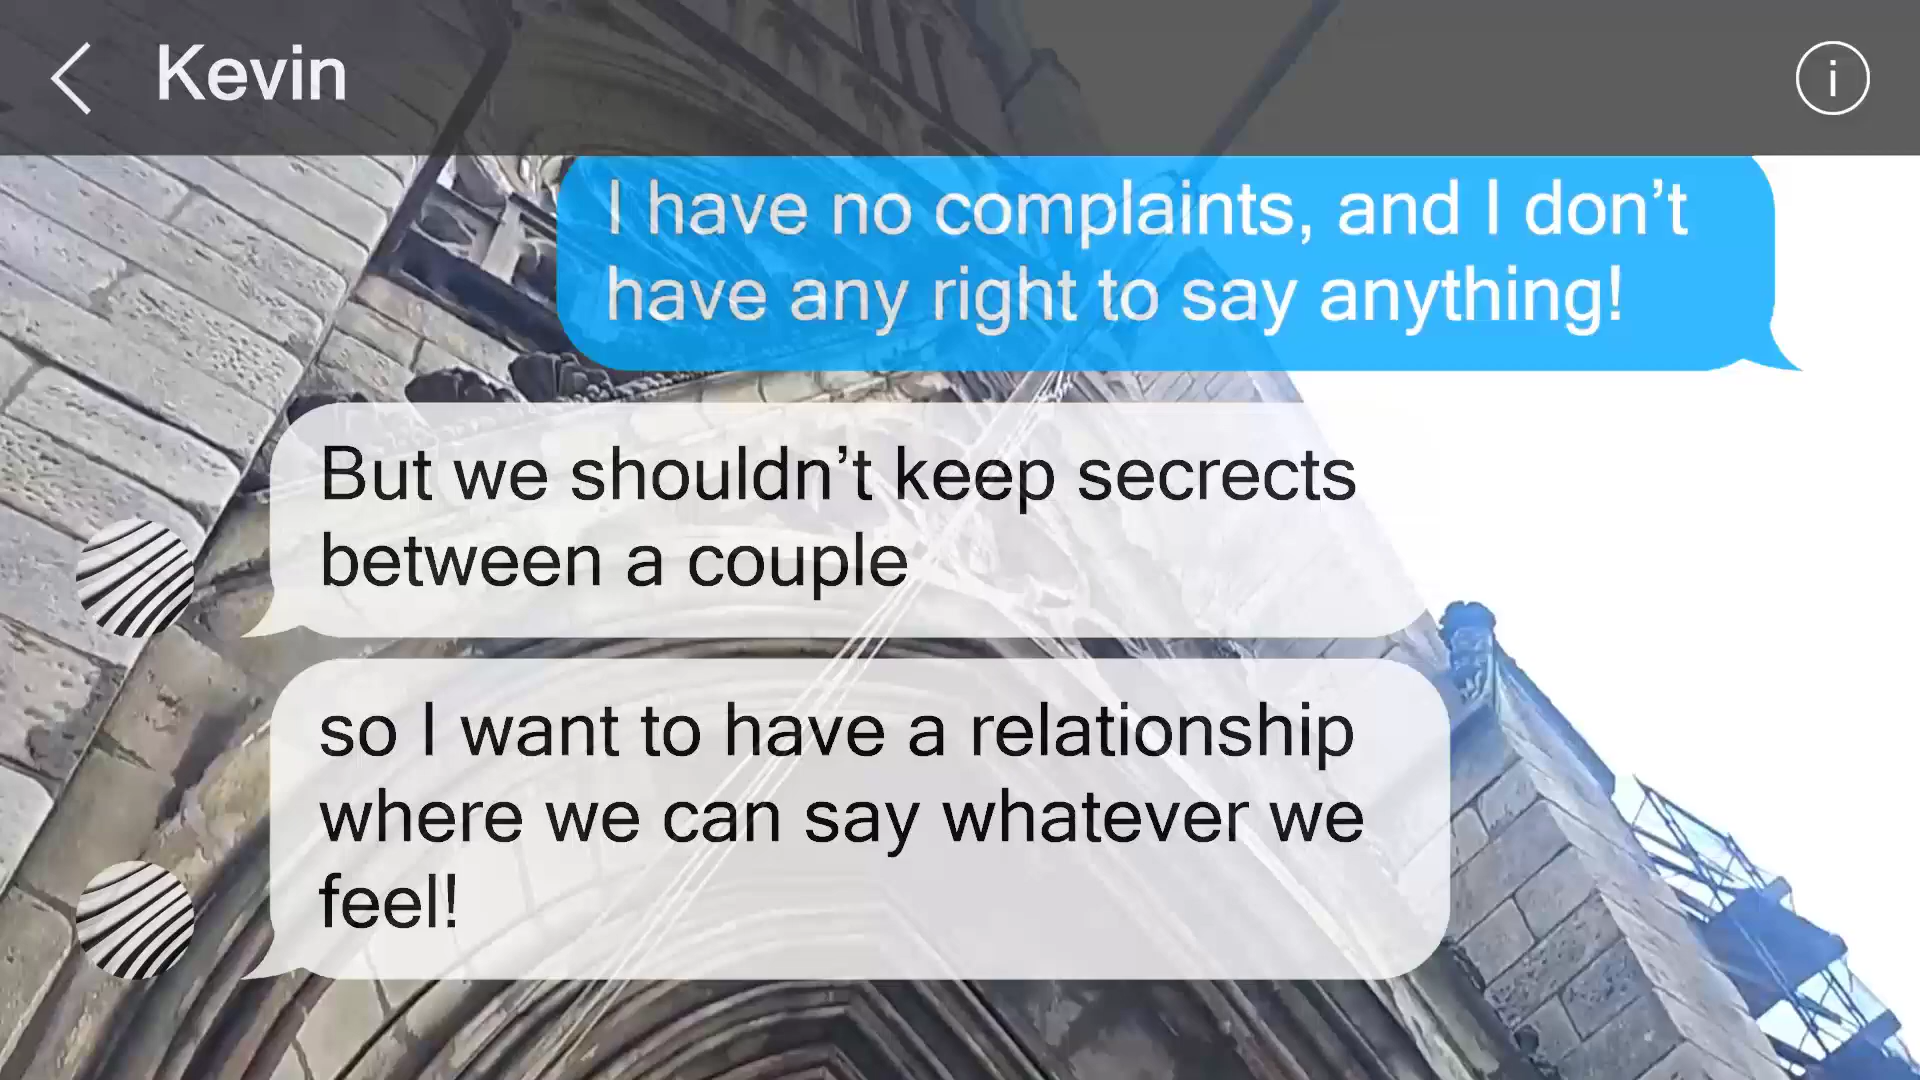 Kevin
I have no complaints, and I don’t
have any right to say anything!
But we shouldn’t keep secrects
between a couple
so I want to have a relationship
where we can say whatever we
feel!